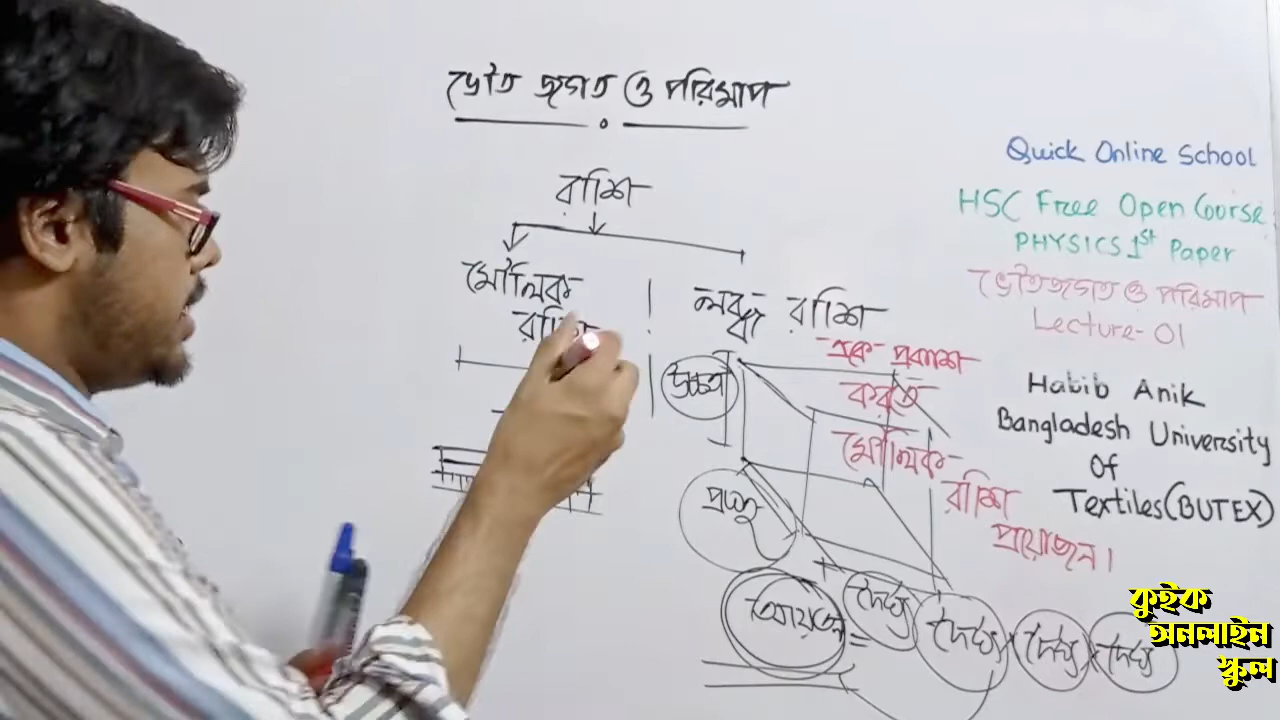 ভৌত জগত ও পরিমাপ
রাশি
মৌলিক
রাশি
লব্ধ রাশি
একে প্রকাশ
করতে
মৌলিক
রাশি
প্রয়োজন।
উচ্চতা
প্রস্থ
আয়তন = দৈর্ঘ্য
দৈর্ঘ্য x দৈর্ঘ্য x দৈর্ঘ্য
Quick Online School
HSC Free Open Course
PHYSICS 1st Paper
ভৌতজগত ও পরিমাপ
Lecture-01
Habib Anik
Bangladesh University
Of
Textiles(BUTEX)
কুইক
অনলাইন
স্কুল